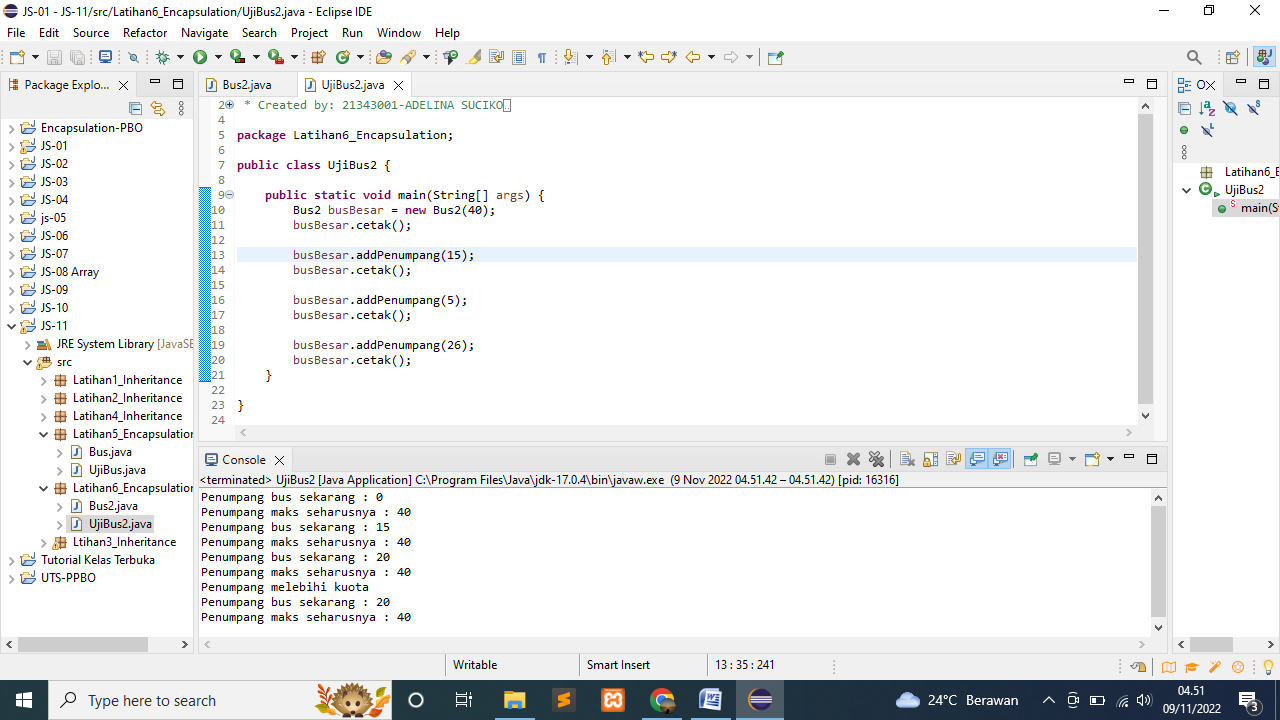 JS-01 - JS-11/src/Latihan6_Encapsulation/UjiBus2.java - Eclipse IDE
File Edit Source Refactor Navigate Search Project Run Window Help
Package Explo...
Encapsulation-PBO
JS-01
JS-02
JS-03
JS-04
js-05
JS-06
JS-07
JS-08 Array
JS-09
JS-10
JS-11
JRE System Library [JavaSE
src
Latihan1_Inheritance
Latihan2_Inheritance
Latihan4_Inheritance
Latihan5_Encapsulation
Bus.java
UjiBus.java
Latihan6_Encapsulation
Bus2.java
UjiBus2.java
Ltihan3_Inheritance
Tutorial Kelas Terbuka
UTS-PPBO
Bus2.java UjiBus2.java
2 * Created by: 21343001-ADELINA SUCIKO
4
5 package Latihan6_Encapsulation;
6
7 public class UjiBus2 {
8
9 public static void main(String[] args) {
10 Bus2 busBesar = new Bus2(40);
11 busBesar.cetak();
12
13 busBesar.addPenumpang(15);
14 busBesar.cetak();
15
16 busBesar.addPenumpang(5);
17 busBesar.cetak();
18
19 busBesar.addPenumpang(26);
20 busBesar.cetak();
21 }
22
23 }
24
Console
<terminated> UjiBus2 [Java Application] C:\Program Files\Java\jdk-17.0.4\bin\javaw.exe (9 Nov 2022 04.51.42 – 04.51.42) [pid: 16316]
Penumpang bus sekarang : 0
Penumpang maks seharusnya : 40
Penumpang bus sekarang : 15
Penumpang maks seharusnya : 40
Penumpang bus sekarang : 20
Penumpang maks seharusnya : 40
Penumpang melebihi kuota
Penumpang bus sekarang : 20
Penumpang maks seharusnya : 40
O
Latihan6_E
UjiBus2
main(S
Writable Smart Insert 13 : 35 : 241
Type here to search
24°C Berawan
04.51
09/11/2022
3